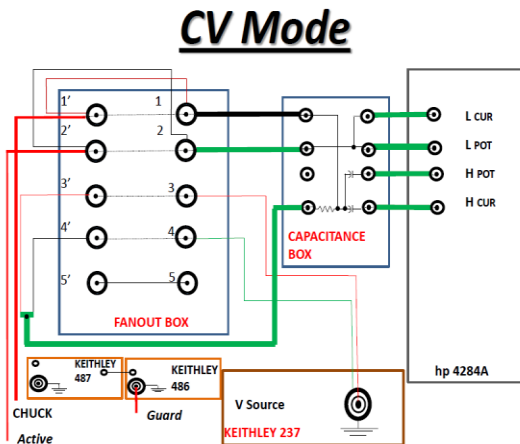 CV Mode
1' 1
2' 2
3' 3
4' 4
5' 5
FANOUT BOX
CAPACITANCE
BOX
L CUR
L POT
H POT
H CUR
hp 4284A
KEITHLEY
487
KEITHLEY
486
V Source
KEITHLEY 237
CHUCK
Guard
Active